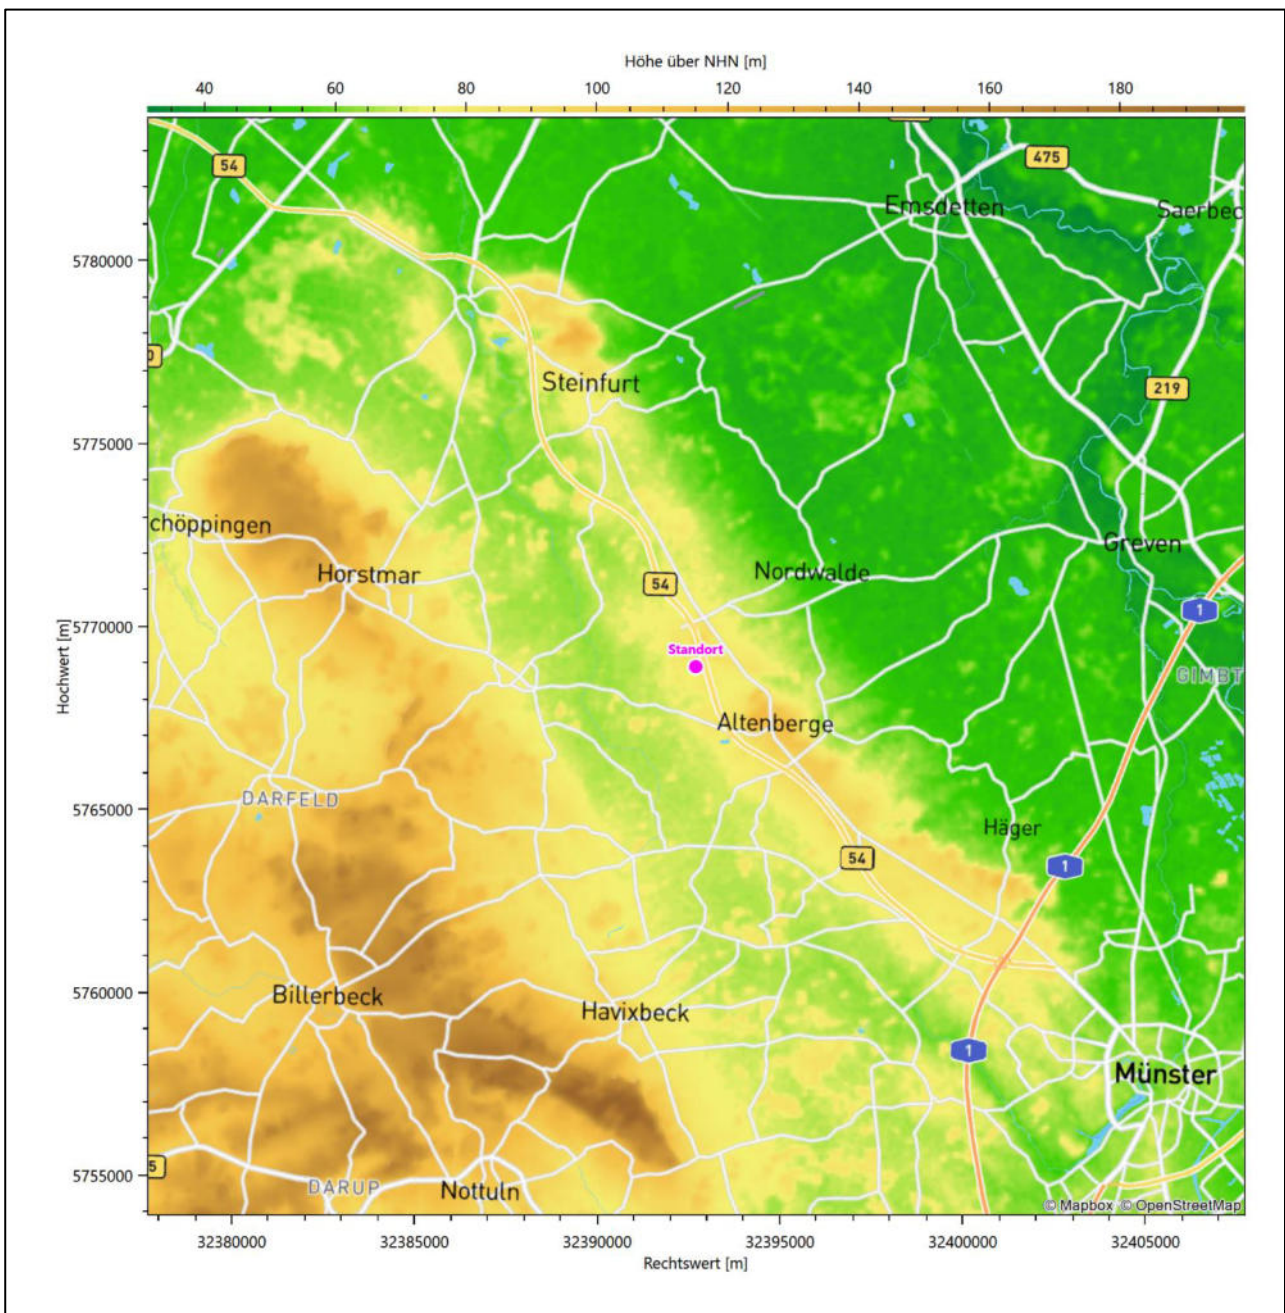 Höhe über NHN [m]
40 60 80 100 120 140 160 180
54
475
Emsdetten
Saerbec
5780000
0
Steinfurt
219
5775000
chöppingen
Greven
Horstmar
Nordwalde
54
1
5770000
Standort
GIMBT
Hochwert [m]
Altenberge
DARFELD
5765000
Häger
54
1
5760000
Billerbeck
Havixbeck
1
Münster
5755000
5
DARUP
Nottuln
© Mapbox © OpenStreetMap
32380000 32385000 32390000 32395000 32400000 32405000
Rechtswert [m]